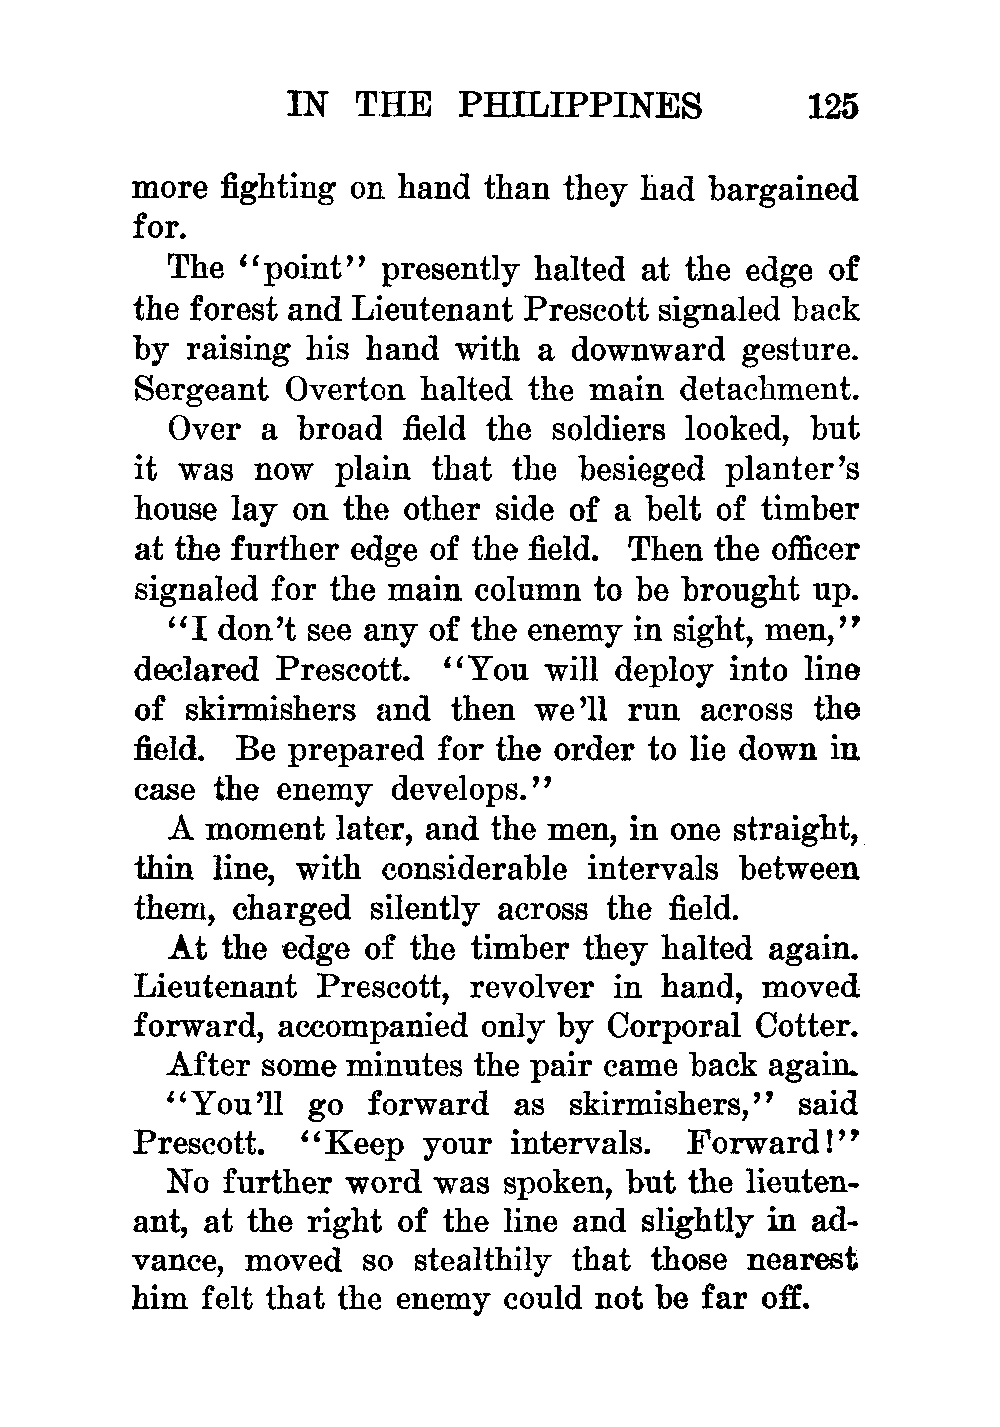 IN THE PHILIPPINES 125
more fighting on hand than they had bargained
for.
The "point" presently halted at the edge of
the forest and Lieutenant Prescott signaled back
by raising his hand with a downward gesture.
Sergeant Overton halted the main detachment.
Over a broad field the soldiers looked, but
it was now plain that the besieged planter's
house lay on the other side of a belt of timber
at the further edge of the field. Then the officer
signaled for the main column to be brought up.
"I don't see any of the enemy in sight, men,"
declared Prescott. "You will deploy into line
of skirmishers and then we'll run across the
field. Be prepared for the order to lie down in
case the enemy develops."
A moment later, and the men, in one straight,
thin line, with considerable intervals between
them, charged silently across the field.
At the edge of the timber they halted again.
Lieutenant Prescott, revolver in hand, moved
forward, accompanied only by Corporal Cotter.
After some minutes the pair came back again.
"You'll go forward as skirmishers," said
Prescott. "Keep your intervals. Forward!"
No further word was spoken, but the lieuten-
ant, at the right of the line and slightly in ad-
vance, moved so stealthily that those nearest
him felt that the enemy could not be far off.